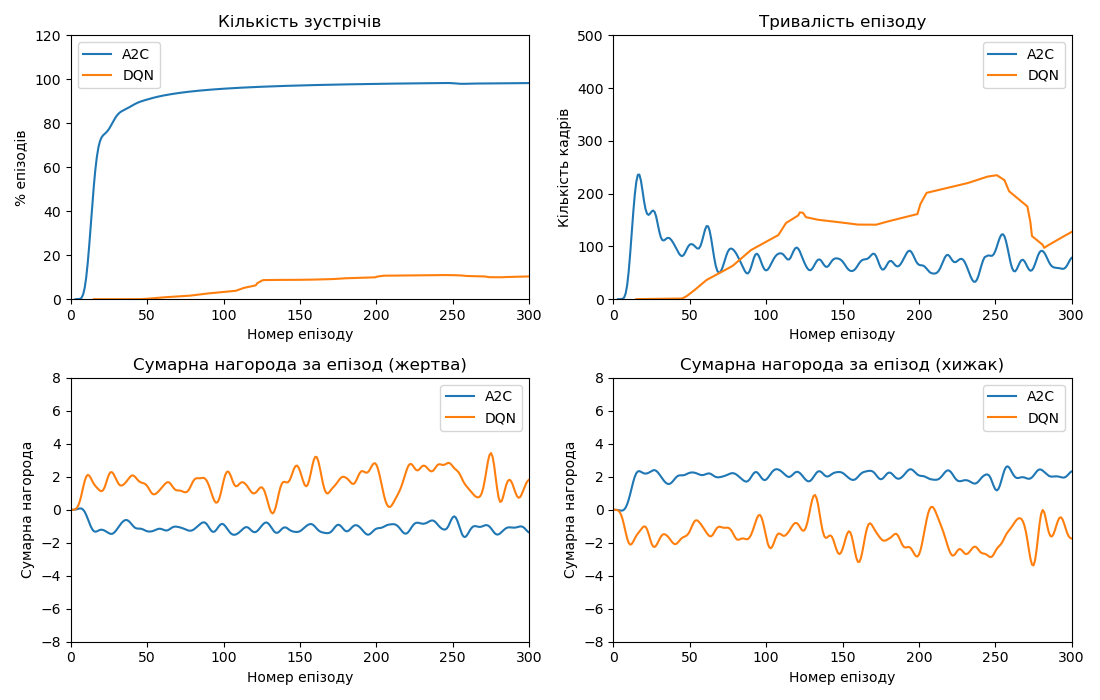 Кількість зустрічів
120
100
80
60
40
20
0
% епізодів
A2C
DQN
0 50 100 150 200 250 300
Номер епізоду
Тривалість епізоду
500
400
300
200
100
0
Кількість кадрів
A2C
DQN
0 50 100 150 200 250 300
Номер епізоду
Сумарна нагорода за епізод (жертва)
8
6
4
2
0
−2
−4
−6
−8
Сумарна нагорода
A2C
DQN
0 50 100 150 200 250 300
Номер епізоду
Сумарна нагорода за епізод (хижак)
8
6
4
2
0
−2
−4
−6
−8
Сумарна нагорода
A2C
DQN
0 50 100 150 200 250 300
Номер епізоду